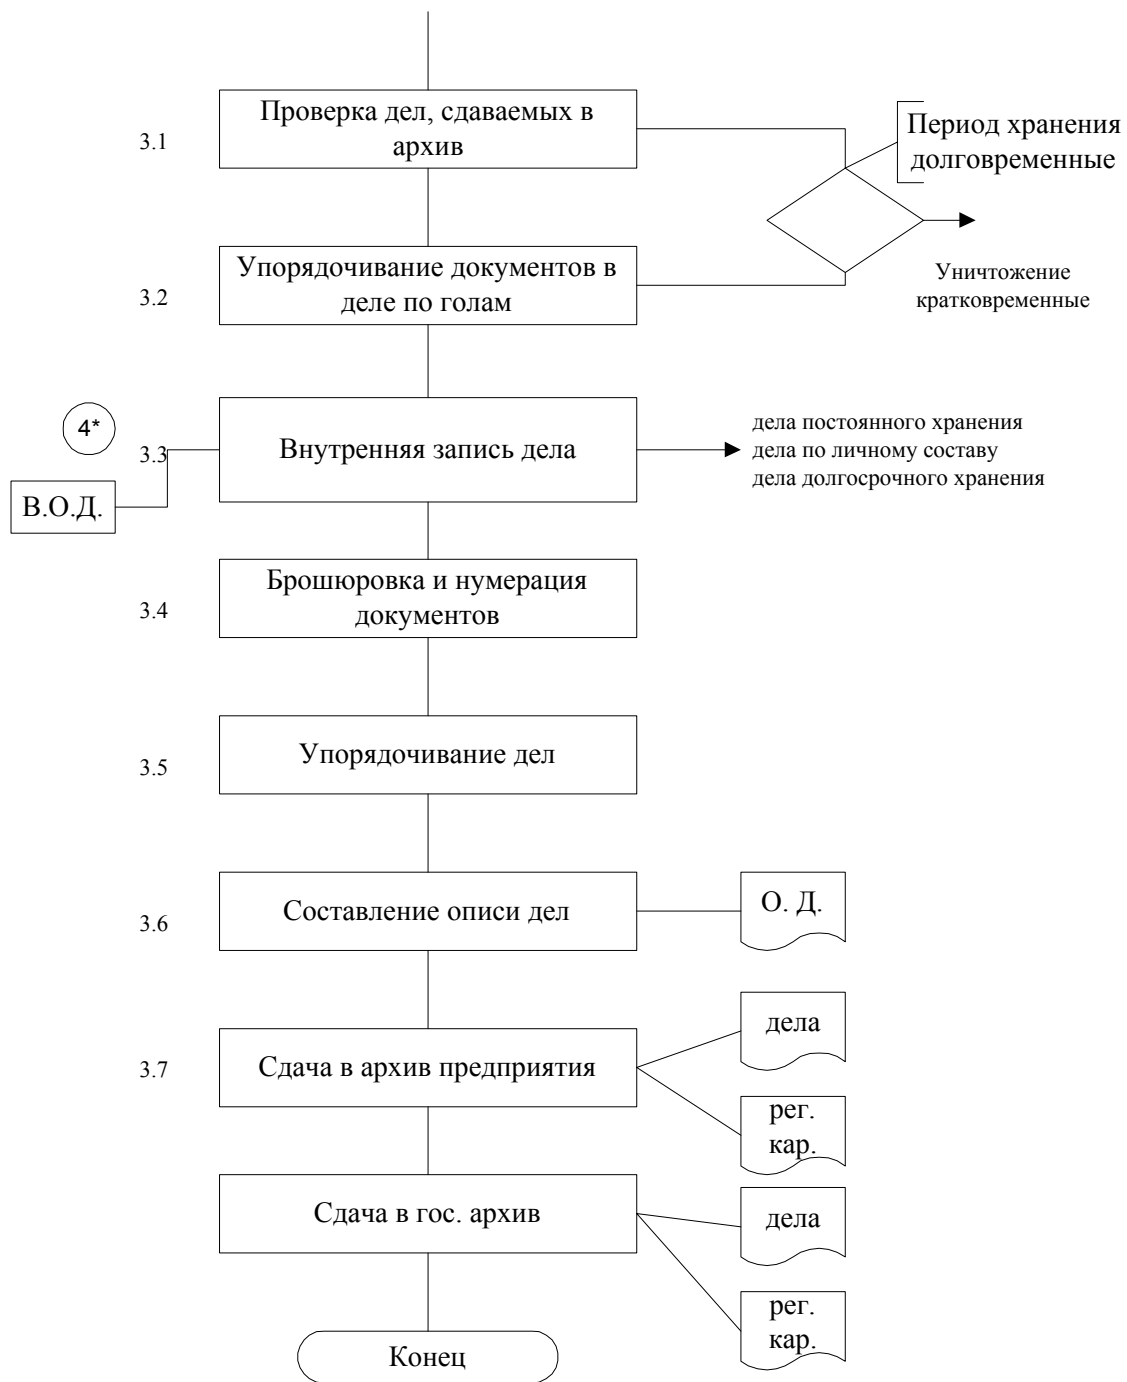 Проверка дел, сдаваемых в
архив
3.1
Период хранения
долговременные
Упорядочивание документов в
деле по голам
3.2
Уничтожение
кратковременные
4*
3.3
Внутренняя запись дела
дела постоянного хранения
дела по личному составу
дела долгосрочного хранения
В.О.Д.
Брошюровка и нумерация
документов
3.4
Упорядочивание дел
3.5
Составление описи дел
3.6
О. Д.
дела
Сдача в архив предприятия
3.7
рег.
кар.
Сдача в гос. архив
дела
рег.
кар.
Конец